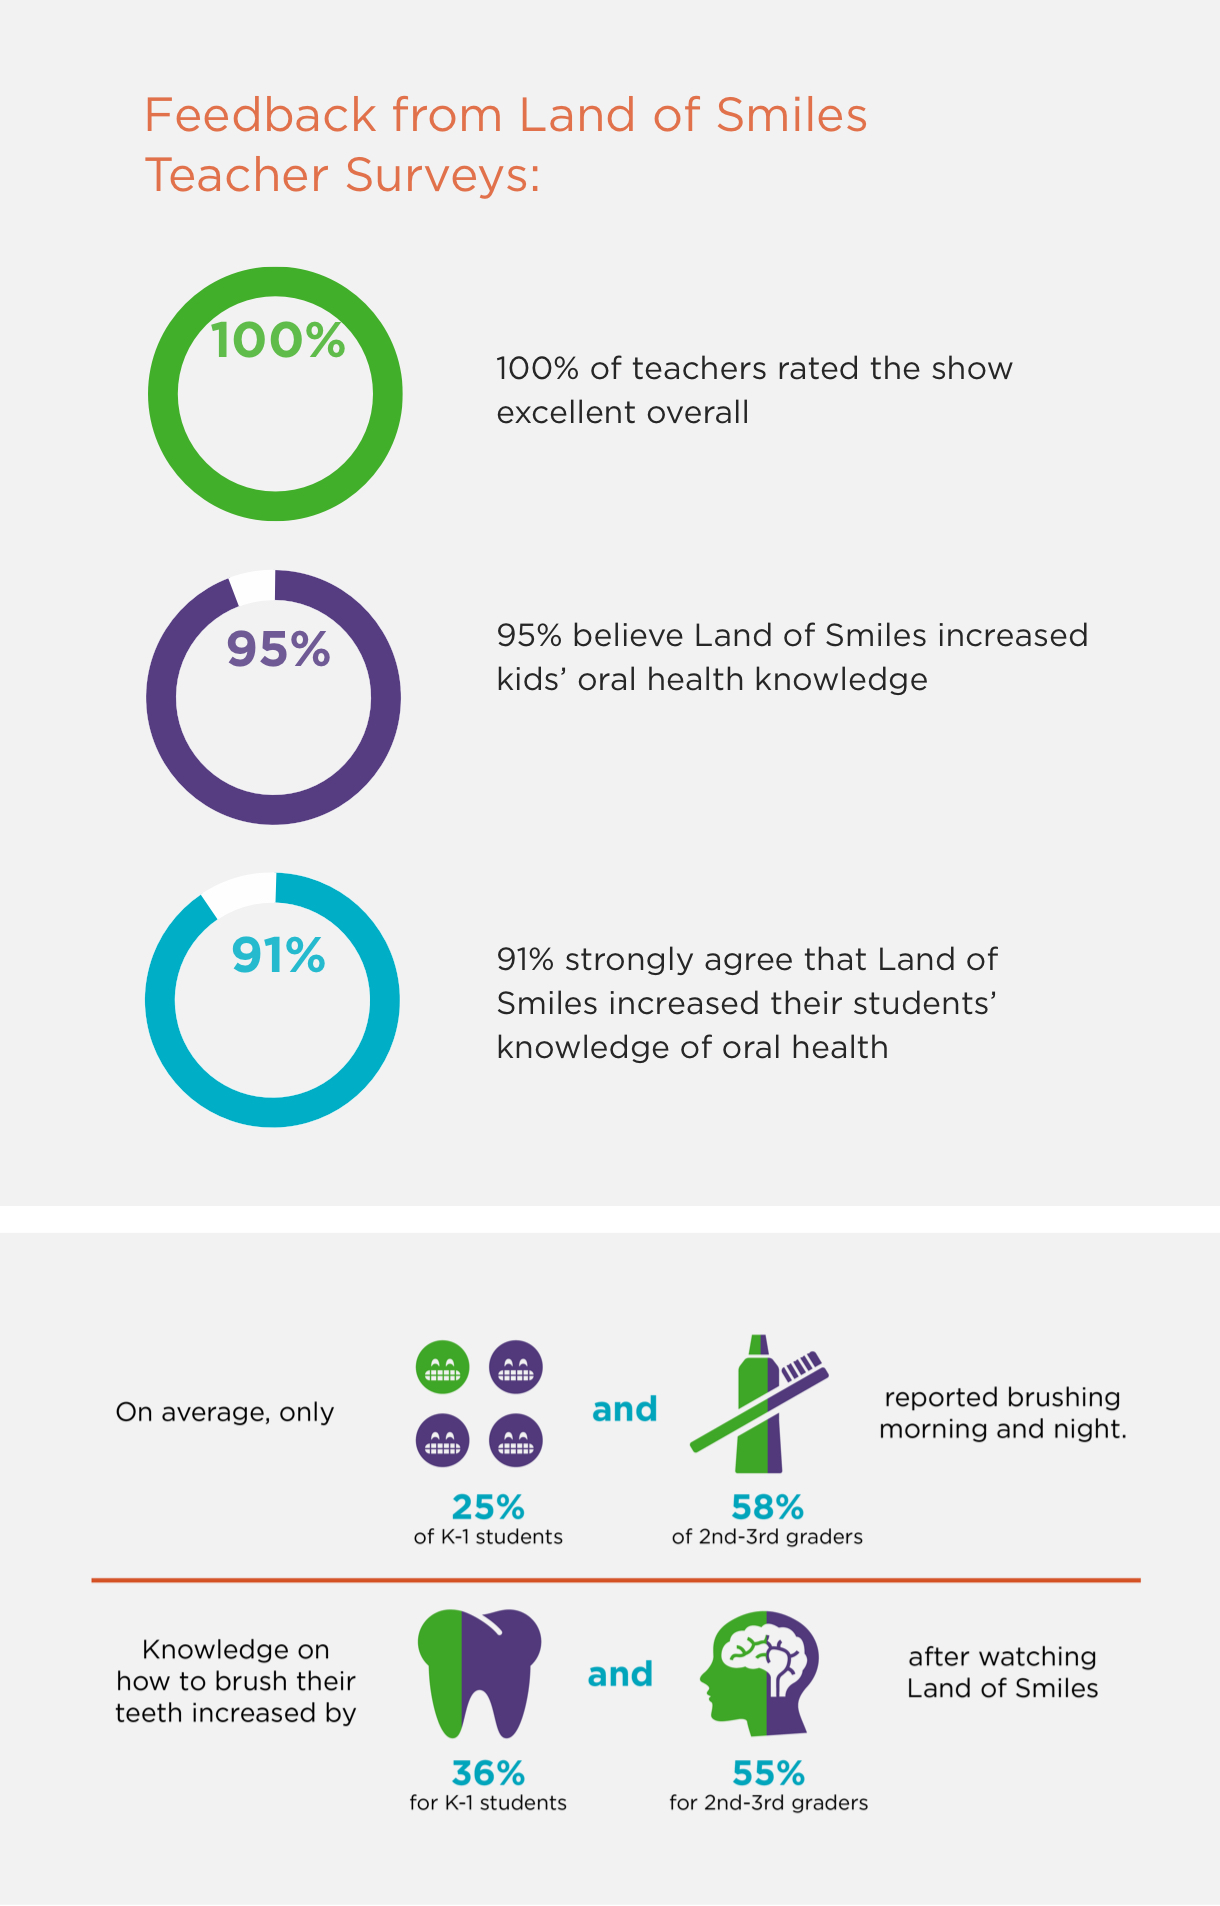 Feedback from Land of Smiles
Teacher Surveys:
100%
100% of teachers rated the show
excellent overall
95%
95% believe Land of Smiles increased
kids’ oral health knowledge
91%
91% strongly agree that Land of
Smiles increased their students’
knowledge of oral health
On average, only
25%
of K-1 students
and
58%
of 2nd-3rd graders
reported brushing
morning and night.
Knowledge on
how to brush their
teeth increased by
36%
for K-1 students
and
55%
for 2nd-3rd graders
after watching
Land of Smiles